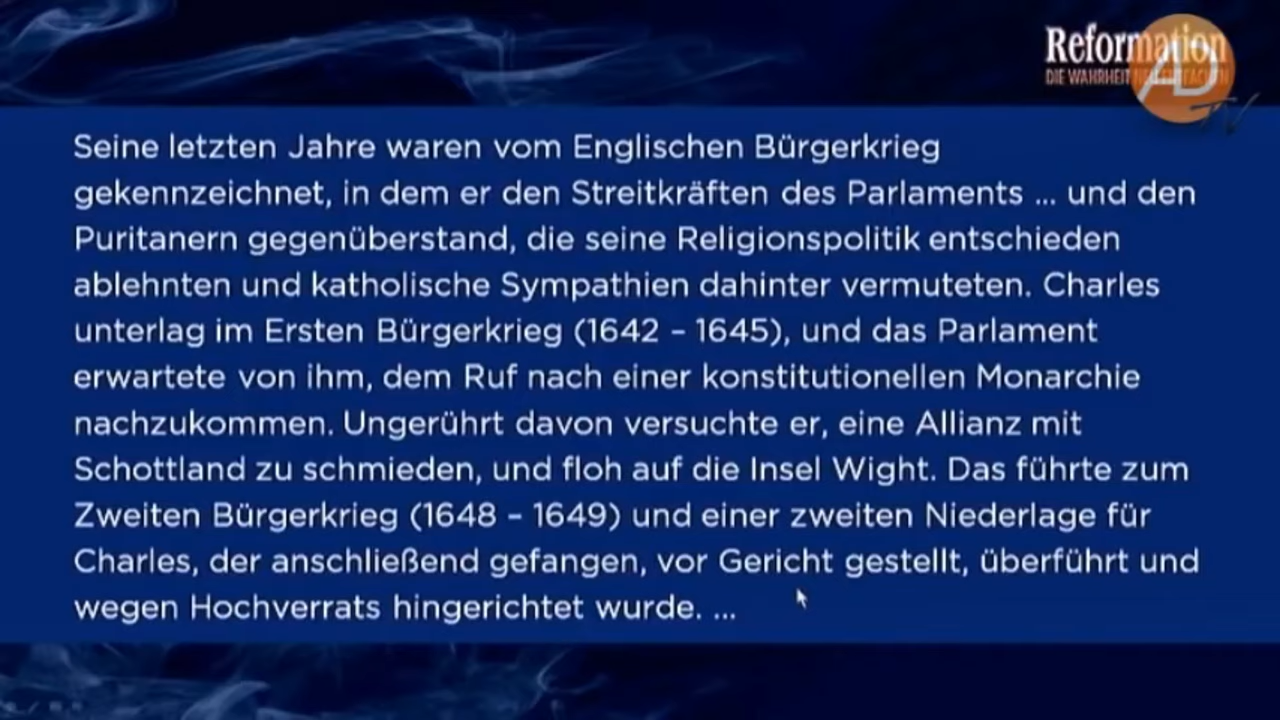 Reformation
DIE WAHRHEIT
AD
TV
Seine letzten Jahre waren vom Englischen Bürgerkrieg
gekennzeichnet, in dem er den Streitkräften des Parlaments ... und den
Puritanern gegenüberstand, die seine Religionspolitik entschieden
ablehnten und katholische Sympathien dahinter vermuteten. Charles
unterlag im Ersten Bürgerkrieg (1642 – 1645), und das Parlament
erwartete von ihm, dem Ruf nach einer konstitutionellen Monarchie
nachzukommen. Ungerührt davon versuchte er, eine Allianz mit
Schottland zu schmieden, und floh auf die Insel Wight. Das führte zum
Zweiten Bürgerkrieg (1648 – 1649) und einer zweiten Niederlage für
Charles, der anschließend gefangen, vor Gericht gestellt, überführt und
wegen Hochverrats hingerichtet wurde. ...